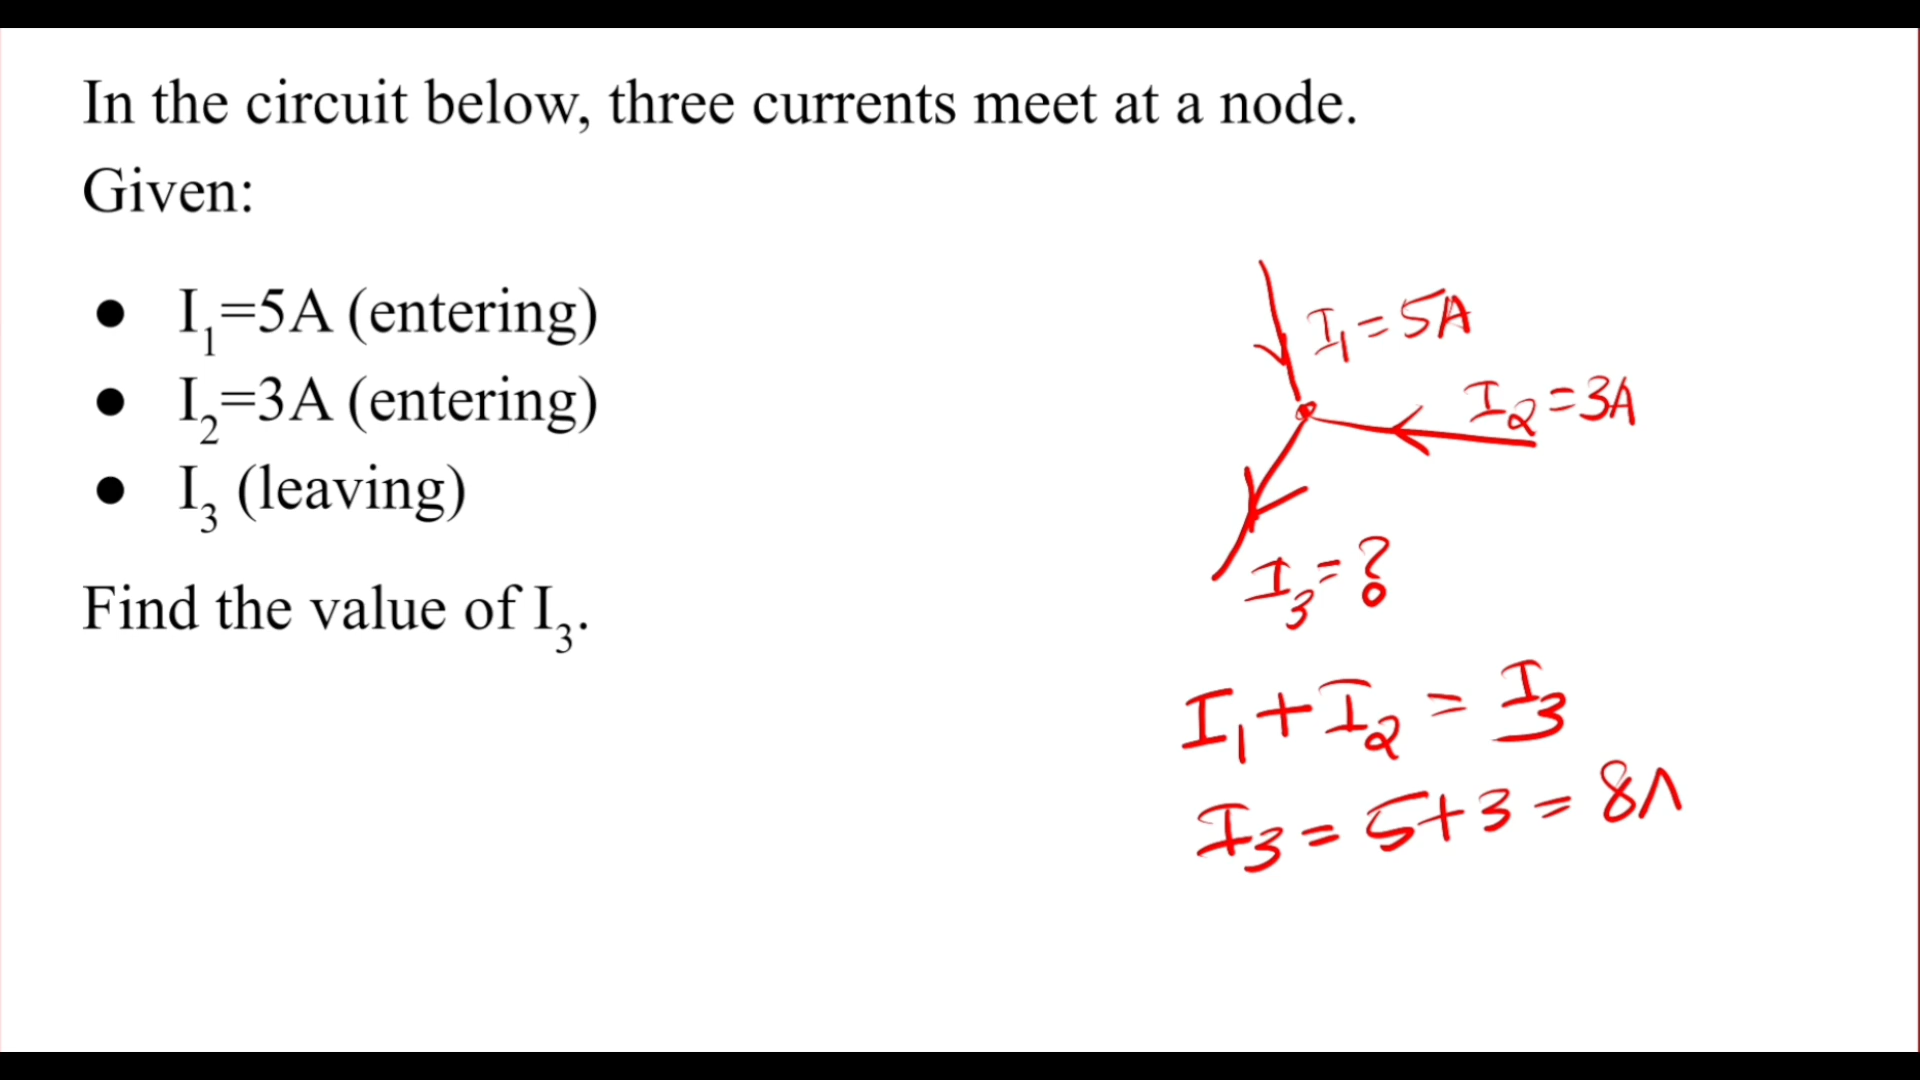 In the circuit below, three currents meet at a node.
Given:
● I₁=5A (entering)
● I₂=3A (entering)
● I₃ (leaving)
Find the value of I₃.
I₁=5A
I₂=3A
I₃=?
I₁+I₂=I₃
I₃=5+3=8A